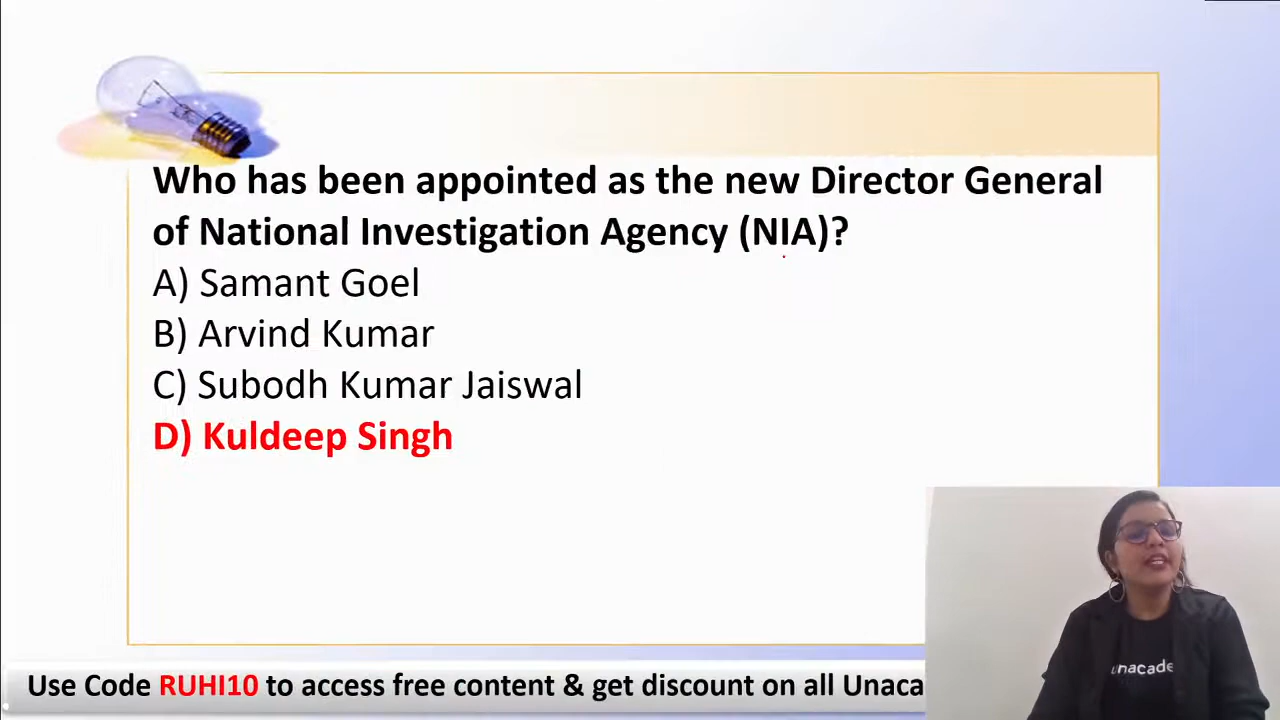 Who has been appointed as the new Director General
of National Investigation Agency (NIA)?
A) Samant Goel
B) Arvind Kumar
C) Subodh Kumar Jaiswal
D) Kuldeep Singh
unacade
Use Code RUHI10 to access free content & get discount on all Unaca